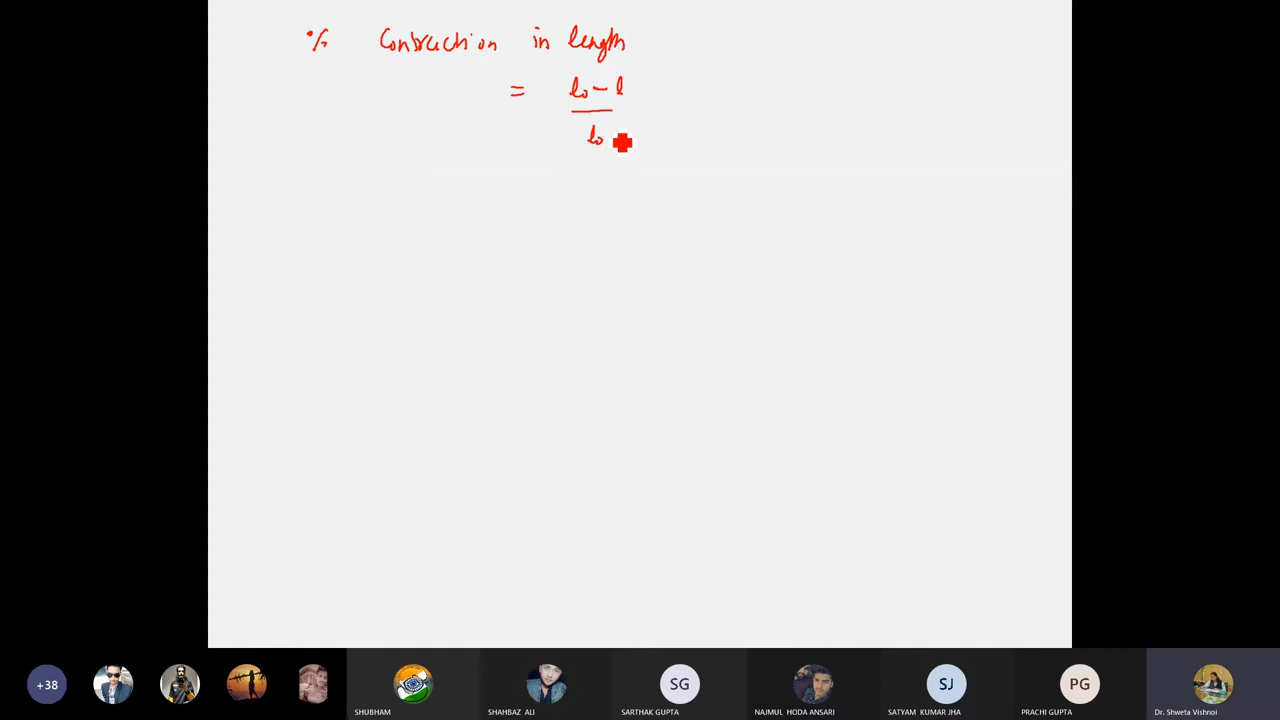 % Contraction in length
= l₀ - l
l₀
+38
SHUBHAM
SHAHBAZ ALI
SG
SARTHAK GUPTA
NAJMUL HODA ANSARI
SJ
SATYAM KUMAR JHA
PG
PRACHI GUPTA
Dr. Shweta Vishnoi